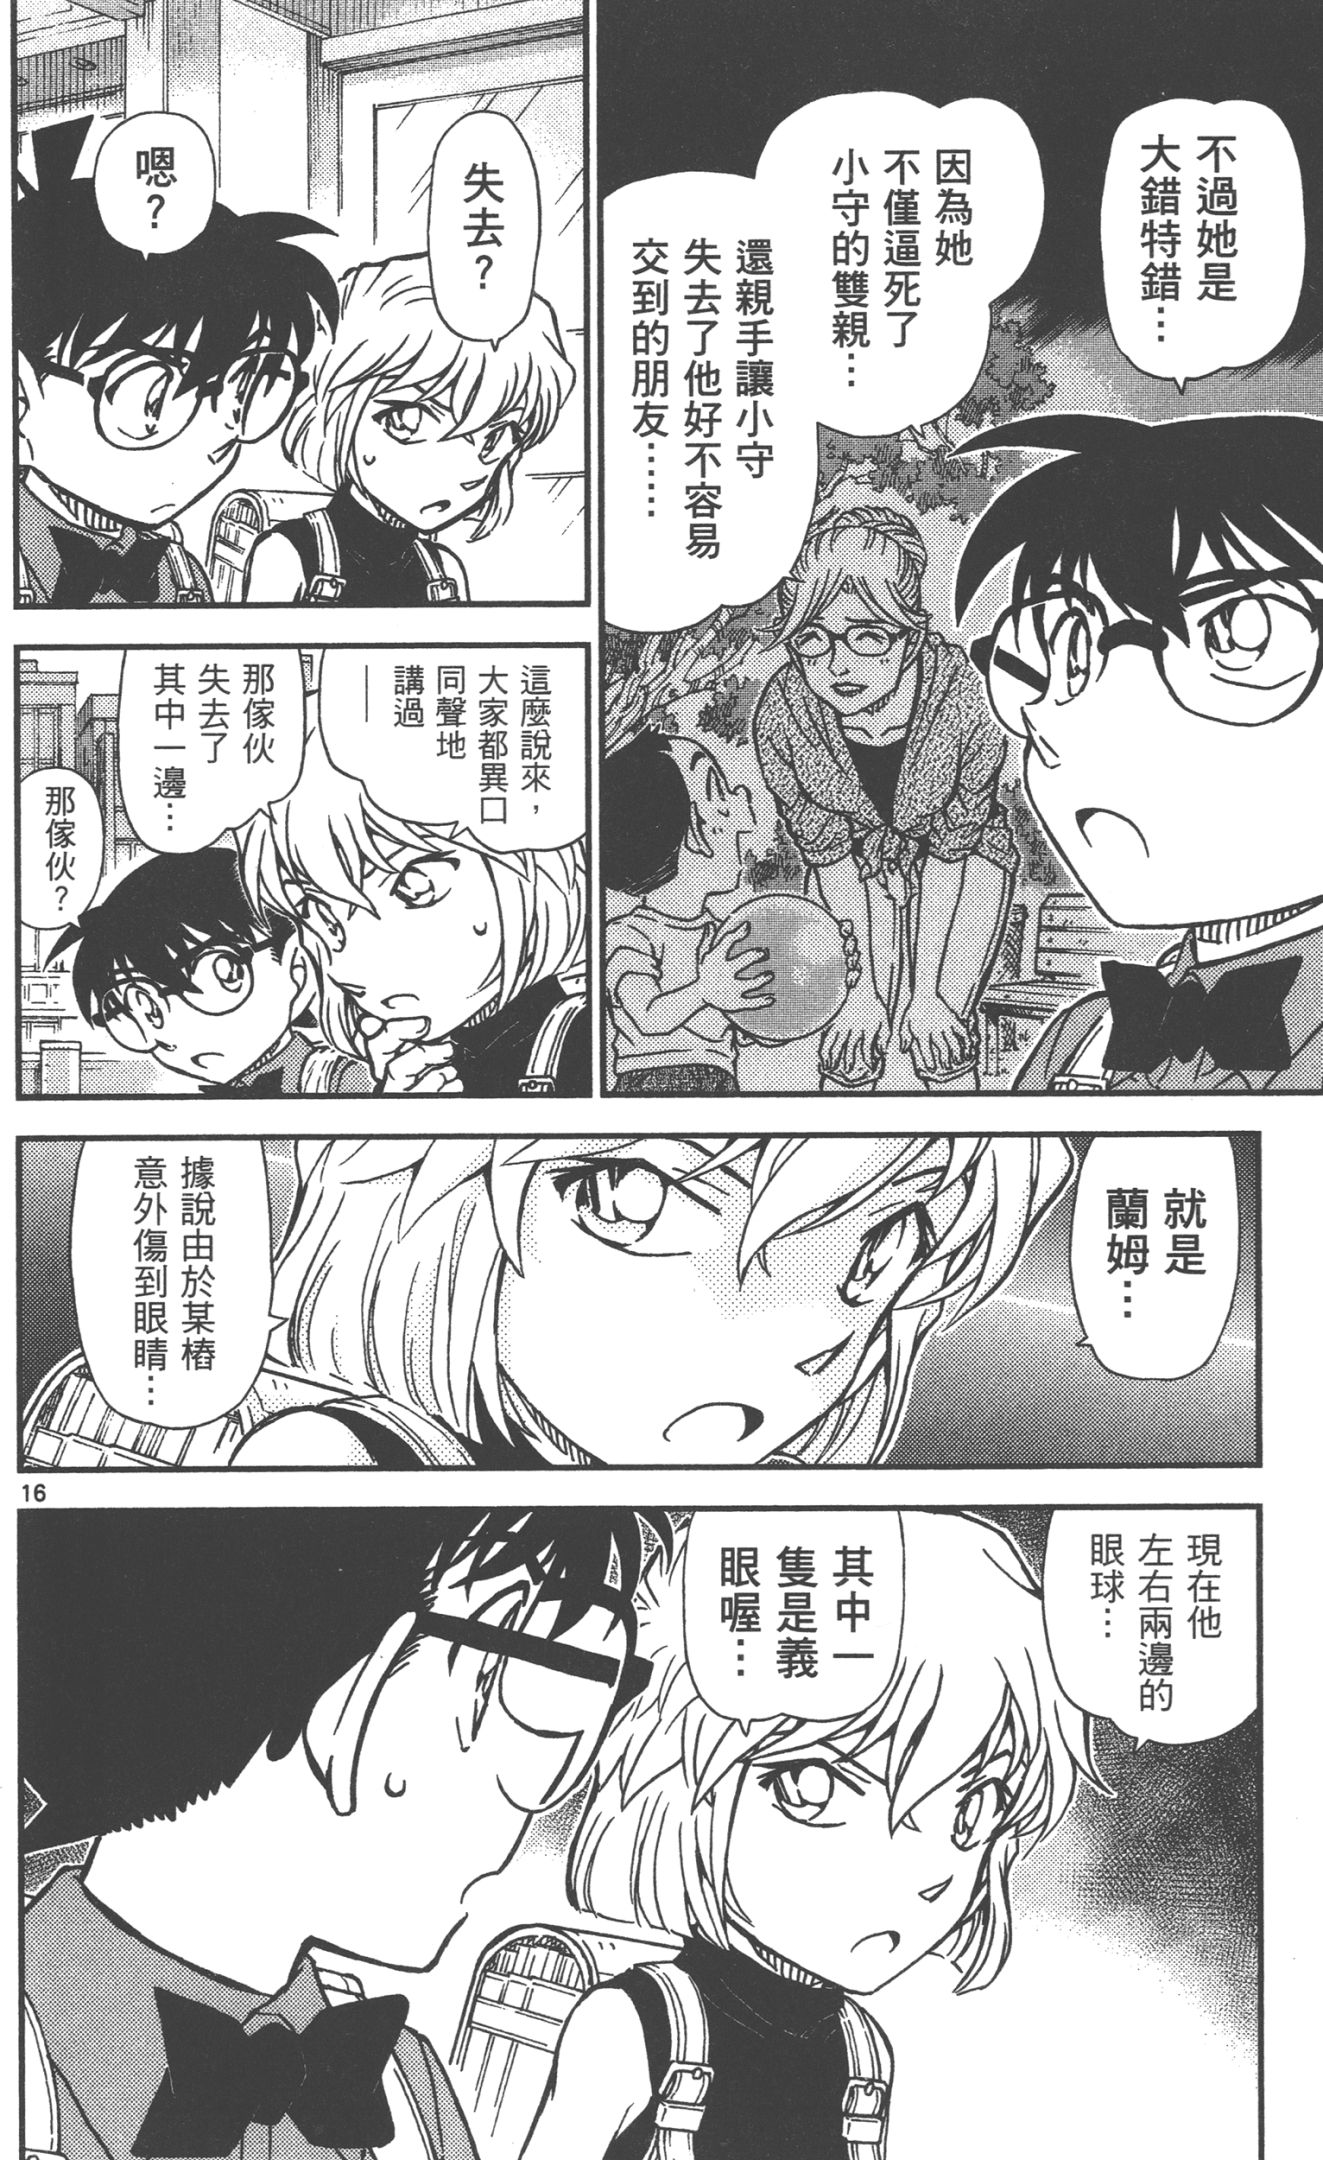 不過她是
大錯特錯…
因為她
不僅逼死了
小守的雙親…
還親手讓小守
失去了他好不容易
交到的朋友……
失去？
嗯？
這麼說來，
大家都異口
同聲地
講過
——
那傢伙
失去了
其中一邊…
那傢伙？
就是
蘭姆…
據說由於某樁
意外傷到眼睛…
16
現在他
左右兩邊的
眼球…
其中一
隻是義
眼喔…